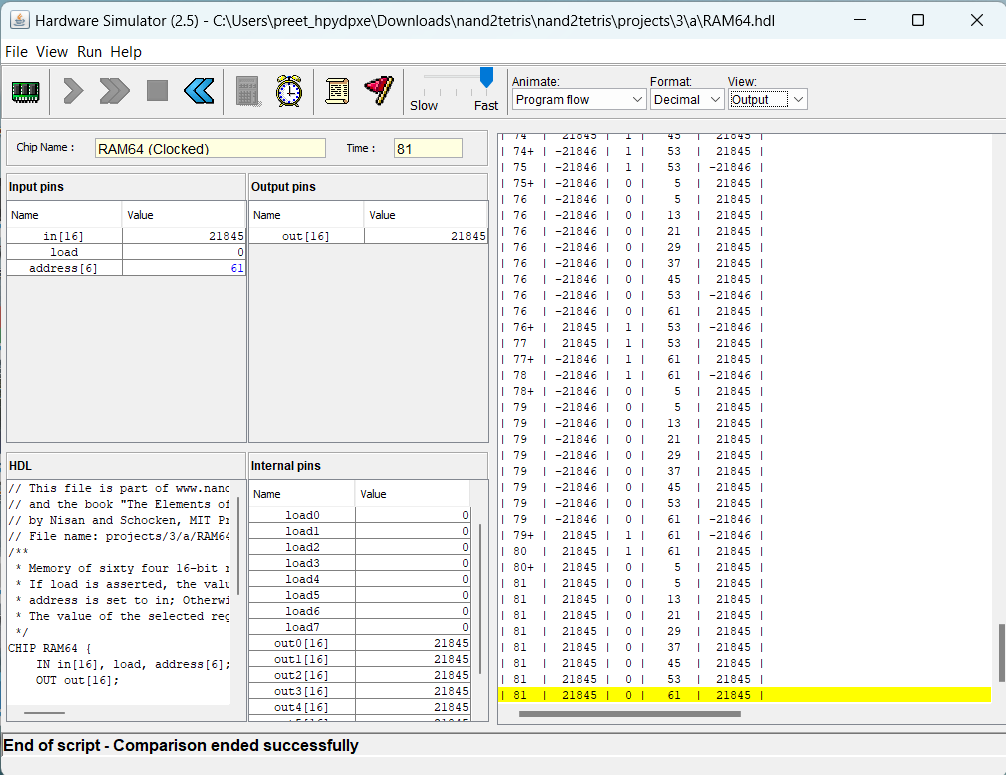 Hardware Simulator (2.5) - C:\Users\preet_hpydpxe\Downloads\nand2tetris\nand2tetris\projects\3\a\RAM64.hdl
File View Run Help
Slow Fast
Animate: Format: View:
Program flow Decimal Output
Chip Name : RAM64 (Clocked) Time : 81
Input pins
Name Value
in[16] 21845
load 0
address[6] 61
Output pins
Name Value
out[16] 21845
HDL
// This file is part of www.nand
// and the book "The Elements of
// by Nisan and Schocken, MIT Pr
// File name: projects/3/a/RAM64
/**
* Memory of sixty four 16-bit r
* If load is asserted, the valu
* address is set to in; Otherwi
* The value of the selected reg
*/
CHIP RAM64 {
IN in[16], load, address[6];
OUT out[16];
Internal pins
Name Value
load0 0
load1 0
load2 0
load3 0
load4 0
load5 0
load6 0
load7 0
out0[16] 21845
out1[16] 21845
out2[16] 21845
out3[16] 21845
out4[16] 21845
| 74 | 21845 | 1 | 45 | 21845 |
| 74+ | -21846 | 1 | 53 | 21845 |
| 75 | -21846 | 1 | 53 | -21846 |
| 75+ | -21846 | 0 | 5 | 21845 |
| 76 | -21846 | 0 | 5 | 21845 |
| 76 | -21846 | 0 | 13 | 21845 |
| 76 | -21846 | 0 | 21 | 21845 |
| 76 | -21846 | 0 | 29 | 21845 |
| 76 | -21846 | 0 | 37 | 21845 |
| 76 | -21846 | 0 | 45 | 21845 |
| 76 | -21846 | 0 | 53 | -21846 |
| 76 | -21846 | 0 | 61 | 21845 |
| 76+ | 21845 | 1 | 53 | -21846 |
| 77 | 21845 | 1 | 53 | 21845 |
| 77+ | -21846 | 1 | 61 | 21845 |
| 78 | -21846 | 1 | 61 | -21846 |
| 78+ | -21846 | 0 | 5 | 21845 |
| 79 | -21846 | 0 | 5 | 21845 |
| 79 | -21846 | 0 | 13 | 21845 |
| 79 | -21846 | 0 | 21 | 21845 |
| 79 | -21846 | 0 | 29 | 21845 |
| 79 | -21846 | 0 | 37 | 21845 |
| 79 | -21846 | 0 | 45 | 21845 |
| 79 | -21846 | 0 | 53 | 21845 |
| 79 | -21846 | 0 | 61 | -21846 |
| 79+ | 21845 | 1 | 61 | -21846 |
| 80 | 21845 | 1 | 61 | 21845 |
| 80+ | 21845 | 0 | 5 | 21845 |
| 81 | 21845 | 0 | 5 | 21845 |
| 81 | 21845 | 0 | 13 | 21845 |
| 81 | 21845 | 0 | 21 | 21845 |
| 81 | 21845 | 0 | 29 | 21845 |
| 81 | 21845 | 0 | 37 | 21845 |
| 81 | 21845 | 0 | 45 | 21845 |
| 81 | 21845 | 0 | 53 | 21845 |
| 81 | 21845 | 0 | 61 | 21845 |
End of script - Comparison ended successfully